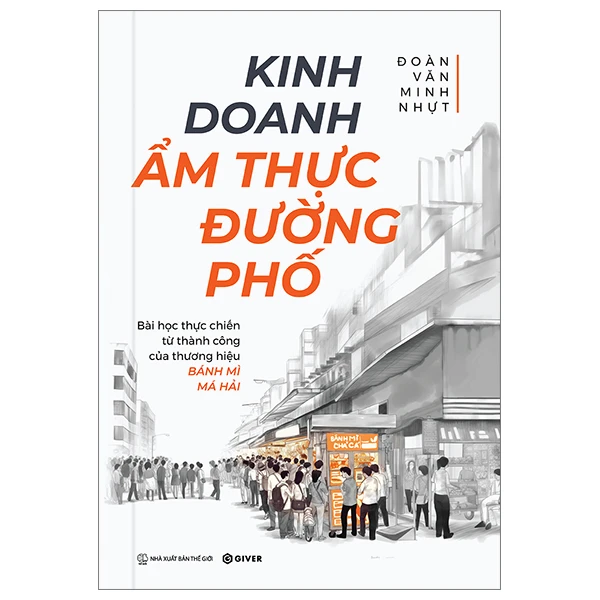 KINH
DOANH
ẨM THỰC
ĐƯỜNG
PHỐ
ĐOÀN
VĂN
MINH
NHỰT
Bài học thực chiến
từ thành công
của thương hiệu
BÁNH MÌ
MÁ HẢI
BÁNH MÌ
CHẢ CÁ
NHÀ XUẤT BẢN THẾ GIỚI
GIVER